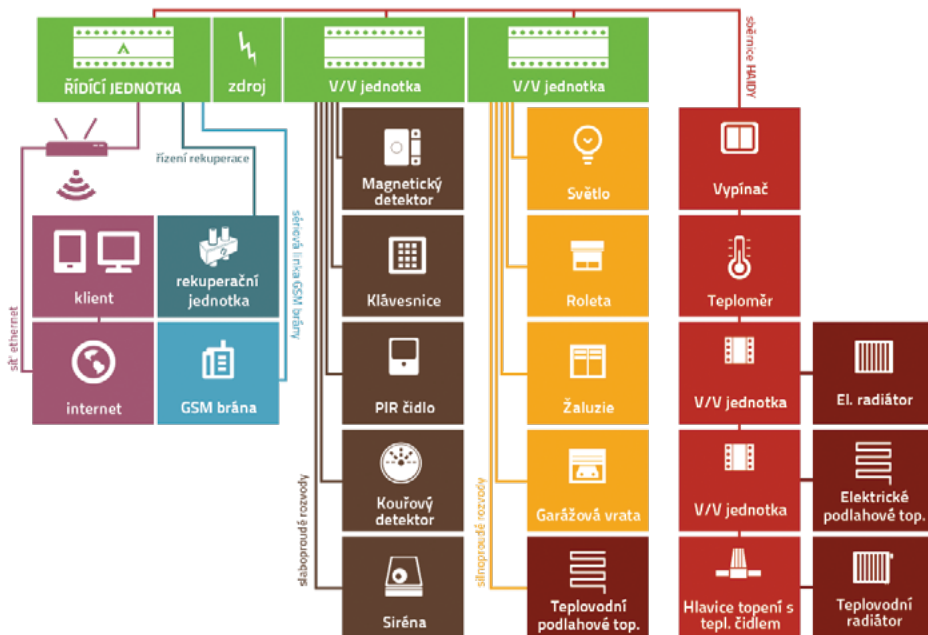 ŘÍDÍCÍ JEDNOTKA
zdroj
V/V jednotka
V/V jednotka
sběrnice HAIDY
řízení rekuperace
síť ethernet
klient
internet
rekuperační
jednotka
GSM brána
sériová linka GSM brány
slaboproudé rozvody
Magnetický
detektor
Klávesnice
PIR čidlo
Kouřový
detektor
Siréna
silnoproudé rozvody
Světlo
Roleta
Žaluzie
Garážová vrata
Teplovodní
podlahové top.
Vypínač
Teploměr
V/V jednotka
El. radiátor
V/V jednotka
Elektrické
podlahové top.
Hlavice topení s
tepl. čidlem
Teplovodní
radiátor